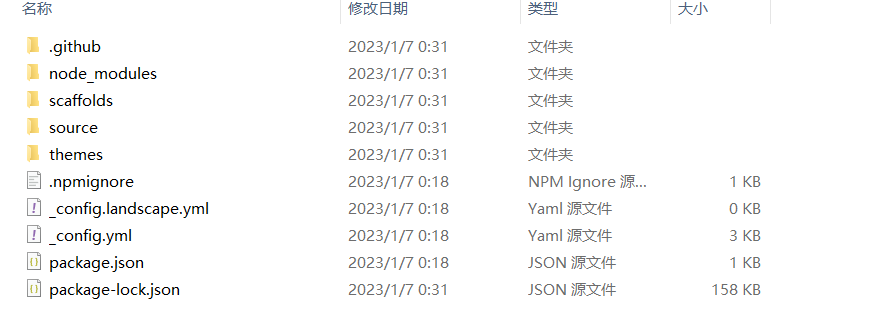 名称 修改日期 类型 大小
.github 2023/1/7 0:31 文件夹
node_modules 2023/1/7 0:31 文件夹
scaffolds 2023/1/7 0:31 文件夹
source 2023/1/7 0:31 文件夹
themes 2023/1/7 0:31 文件夹
.npmignore 2023/1/7 0:18 NPM Ignore 源... 1 KB
_config.landscape.yml 2023/1/7 0:18 Yaml 源文件 0 KB
_config.yml 2023/1/7 0:18 Yaml 源文件 3 KB
package.json 2023/1/7 0:18 JSON 源文件 1 KB
package-lock.json 2023/1/7 0:31 JSON 源文件 158 KB